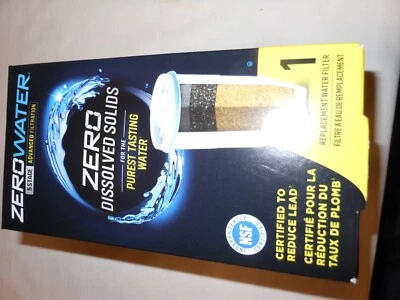 ZEROWATER
5 STAGE ADVANCED FILTRATION
ZERO
DISSOLVED SOLIDS
FOR THE
PUREST TASTING
WATER
1
REPLACEMENT WATER FILTER
FILTRE À EAU DE REMPLACEMENT
NSF
CERTIFIED TO
REDUCE LEAD
CERTIFIÉ POUR LA
RÉDUCTION DU
TAUX DE PLOMB